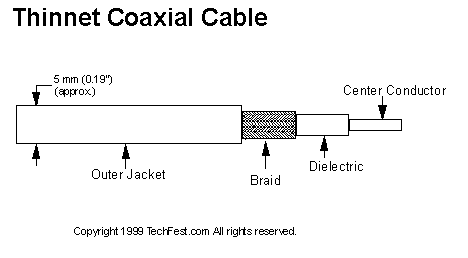 Thinnet Coaxial Cable
5 mm (0.19")
(approx.)
Center Conductor
Outer Jacket
Braid
Dielectric
Copyright 1999 TechFest.com All rights reserved.